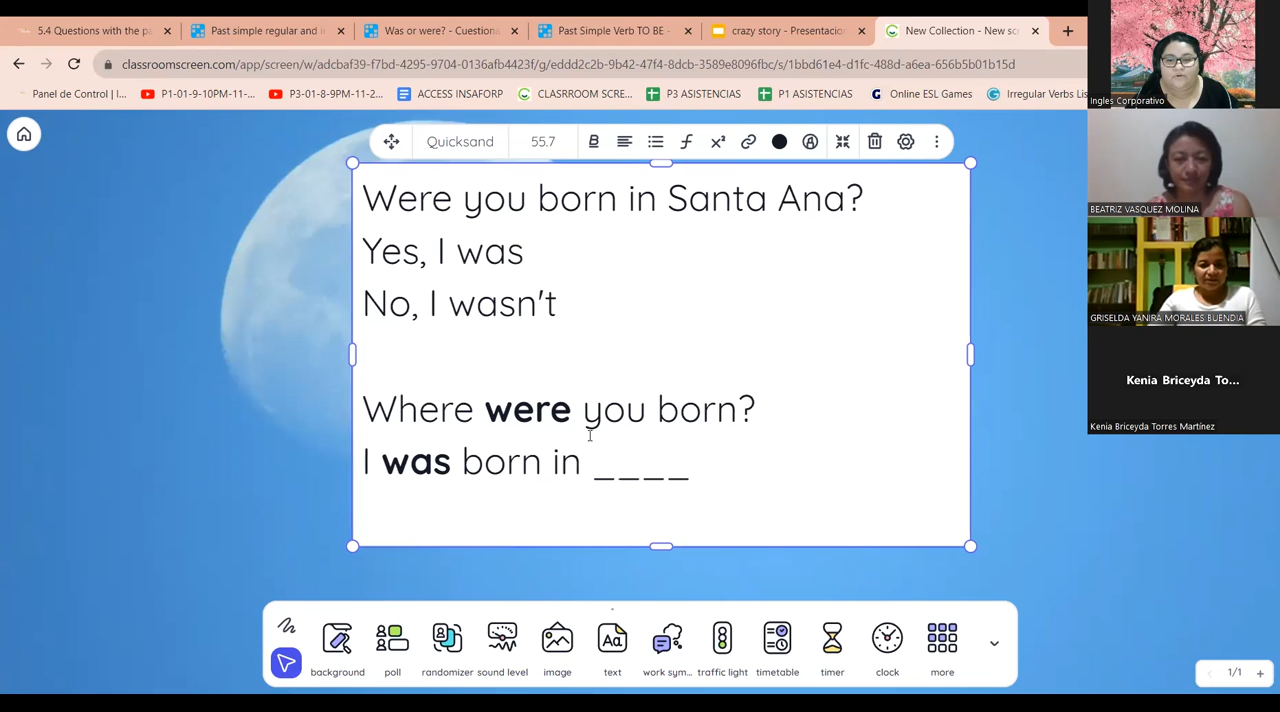 5.4 Questions with the pa
Past simple regular and i
Was or were? - Cuestiona
Past Simple Verb TO BE -
crazy story - Presentacio
New Collection - New sc
classroomscreen.com/app/screen/w/adcbaf39-f7bd-4295-9704-0136afb4423f/g/eddd2c2b-9b42-47f4-8dcb-3589e8096fbc/s/1bbd61e4-d1fc-488d-a6ea-656b5b01b15d
Panel de Control | I...
P1-01-9-10PM-11-...
P3-01-8-9PM-11-2...
ACCESS INSAFORP
CLASRROOM SCRE...
P3 ASISTENCIAS
P1 ASISTENCIAS
Online ESL Games
Irregular Verbs Lis
Quicksand
55.7
Were you born in Santa Ana?
Yes, I was
No, I wasn't
Where were you born?
I was born in ____
Ingles Corporativo
BEATRIZ VASQUEZ MOLINA
GRISELDA YANIRA MORALES BUENDIA
Kenia Briceyda To...
Kenia Briceyda Torres Martínez
background
poll
randomizer
sound level
image
text
work sym...
traffic light
timetable
timer
clock
more
1/1